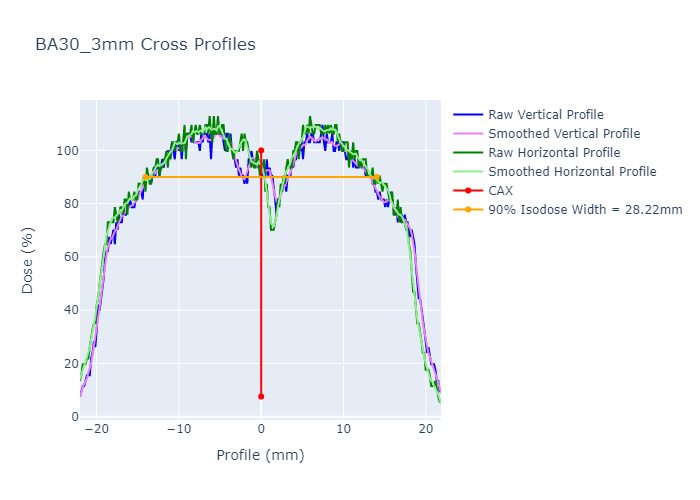 BA30_3mm Cross Profiles
Raw Vertical Profile
Smoothed Vertical Profile
Raw Horizontal Profile
Smoothed Horizontal Profile
CAX
90% Isodose Width = 28.22mm
Dose (%)
100
80
60
40
20
0
−20 −10 0 10 20
Profile (mm)